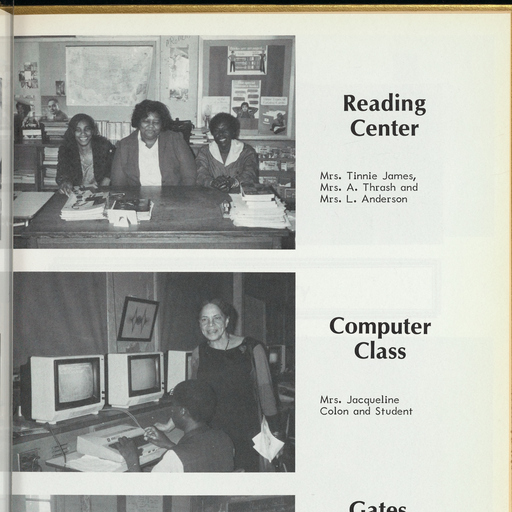 Reading
Center
Mrs. Tinnie James,
Mrs. A. Thrash and
Mrs. L. Anderson
Computer
Class
Mrs. Jacqueline
Colon and Student
Gates